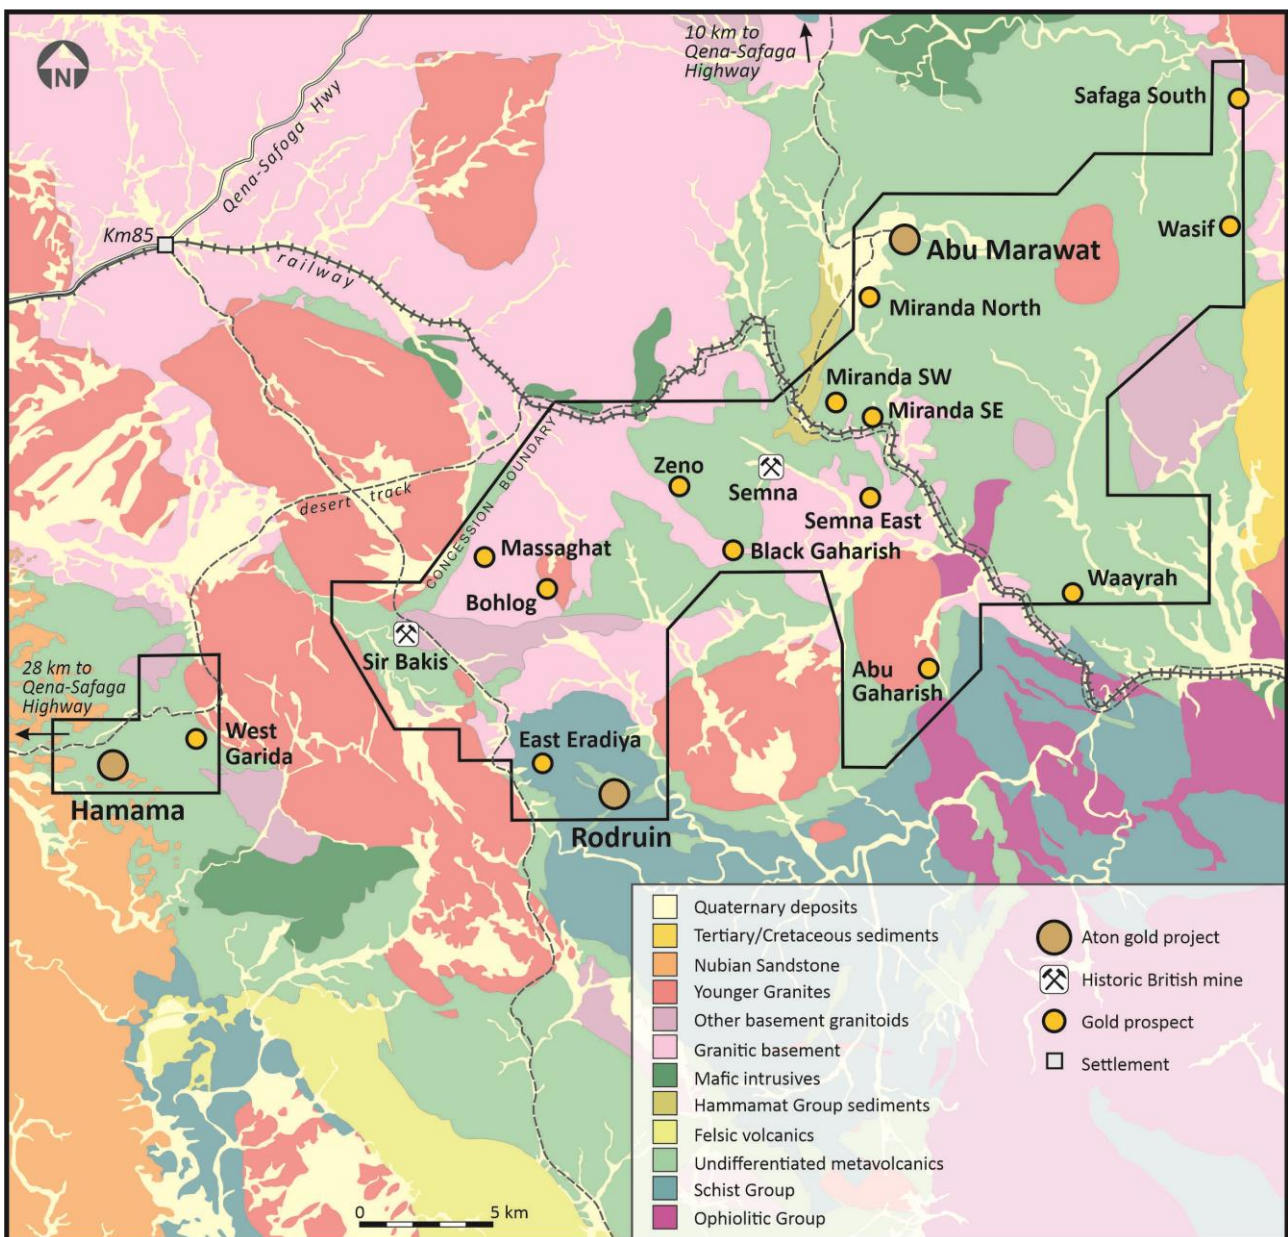 N
10 km to
Qena-Safaga
Highway
Qena-Safoga Hwy
Safaga South
Km85
railway
Wasif
Abu Marawat
Miranda North
Miranda SW
Miranda SE
CONCESSION BOUNDARY
Zeno
Semna
desert track
Semna East
Massaghat
Black Gaharish
Bohlog
Waayrah
Sir Bakis
28 km to
Qena-Safaga
Highway
Abu
Gaharish
West
Garida
East Eradiya
Hamama
Rodruin
Quaternary deposits
Tertiary/Cretaceous sediments
Nubian Sandstone
Younger Granites
Other basement granitoids
Granitic basement
Mafic intrusives
Hammamat Group sediments
Felsic volcanics
Undifferentiated metavolcanics
Schist Group
Ophiolitic Group
Aton gold project
Historic British mine
Gold prospect
Settlement
0 5 km